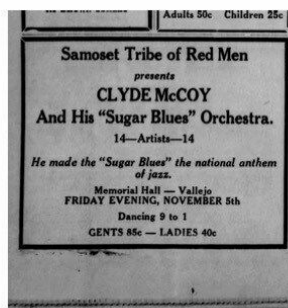 Adults 50c Children 25c
Samoset Tribe of Red Men
presents
CLYDE McCOY
And His "Sugar Blues" Orchestra.
14—Artists—14
He made the "Sugar Blues" the national anthem
of jazz.
Memorial Hall — Vallejo
FRIDAY EVENING, NOVEMBER 5th
Dancing 9 to 1
GENTS 85c — LADIES 40c